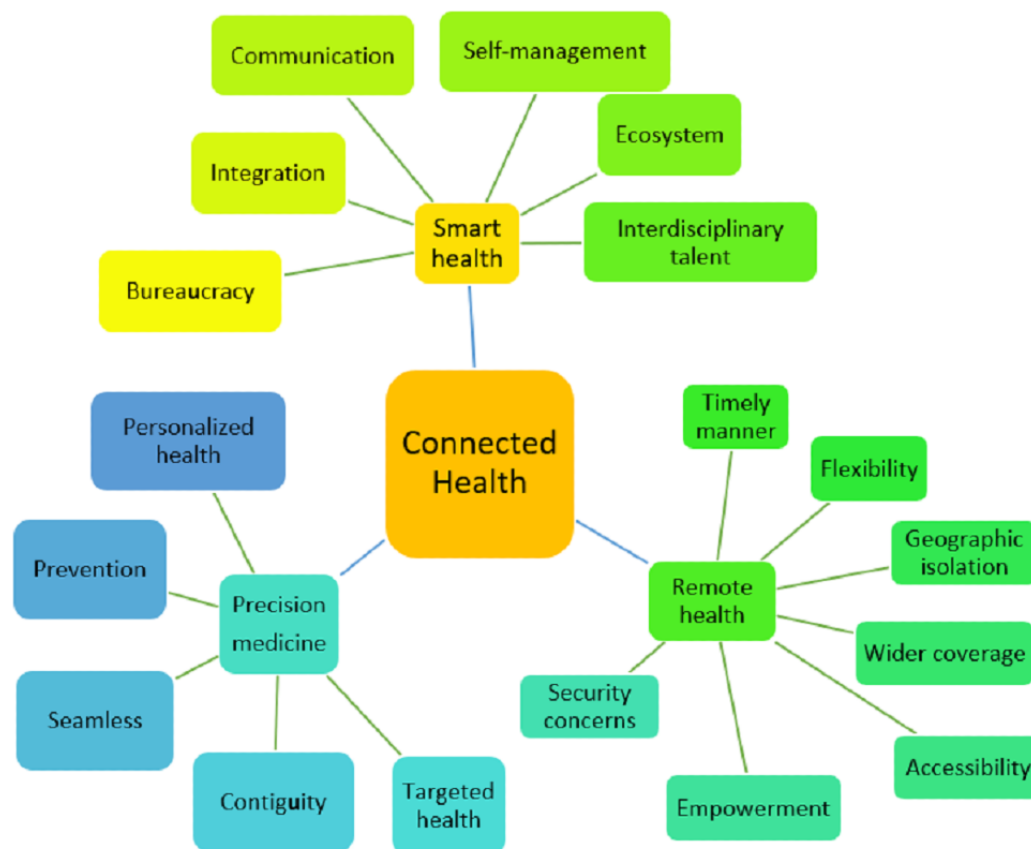 Communication
Self-management
Ecosystem
Integration
Interdisciplinary
talent
Smart
health
Bureaucracy
Connected
Health
Personalized
health
Prevention
Precision
medicine
Seamless
Contiguity
Targeted
health
Timely
manner
Flexibility
Geographic
isolation
Remote
health
Wider coverage
Security
concerns
Accessibility
Empowerment